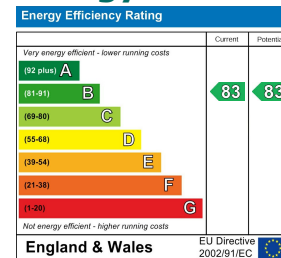 Energy Efficiency Rating
Current
Very energy efficient - lower running costs
(92 plus) A
(81-91) B
83
83
(69-80) C
(55-68) D
(39-54) E
(21-38) F
(1-20) G
Not energy efficient - higher running costs
England & Wales
EU Directive
2002/91/EC